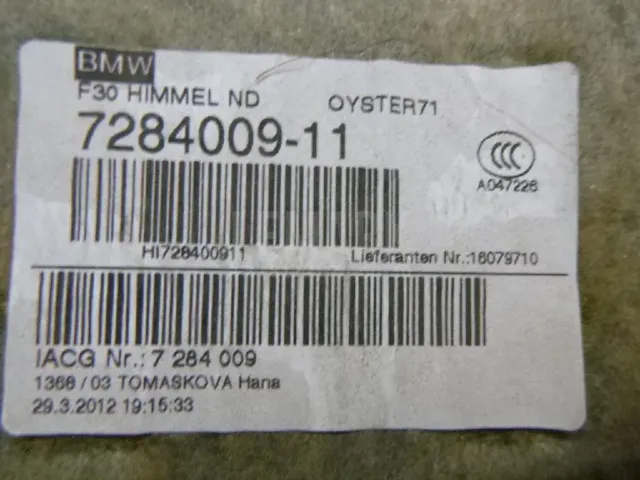 BMW
F30 HIMMEL ND OYSTER71
7284009-11
CCC
A047226
HI728400911 Lieferanten Nr.:16079710
IACG Nr.: 7 284 009
1368 / 03 TOMASKOVA Hana
29.3.2012 19:15:33